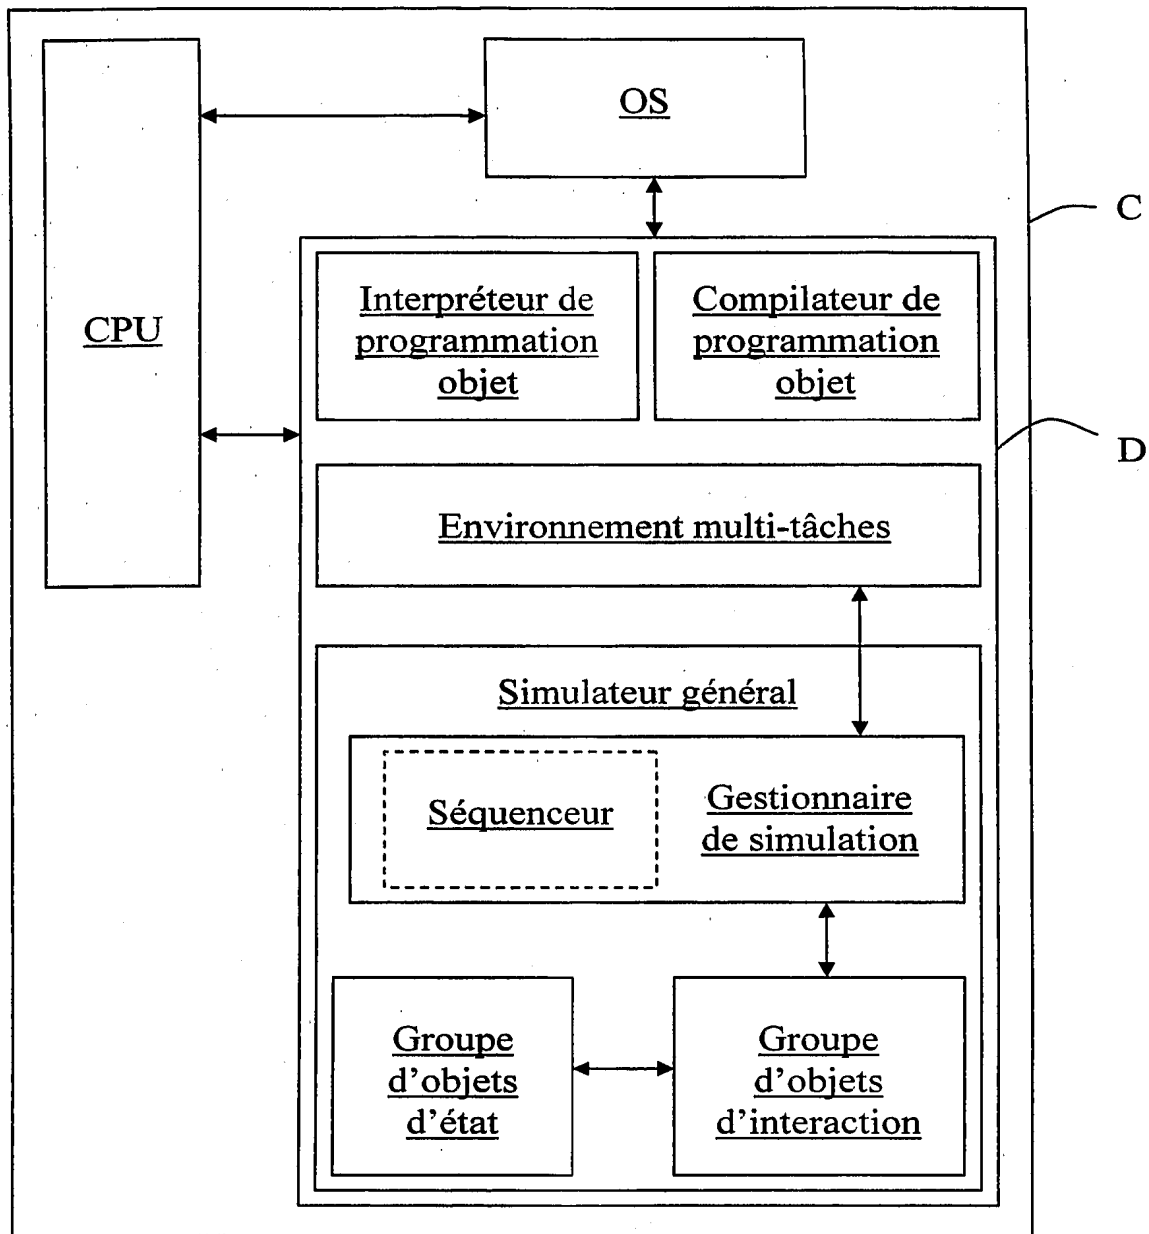 OS
C
CPU
Interpréteur de
programmation
objet
Compilateur de
programmation
objet
D
Environnement multi-tâches
Simulateur général
Séquenceur
Gestionnaire
de simulation
Groupe
d'objets
d'état
Groupe
d'objets
d'interaction